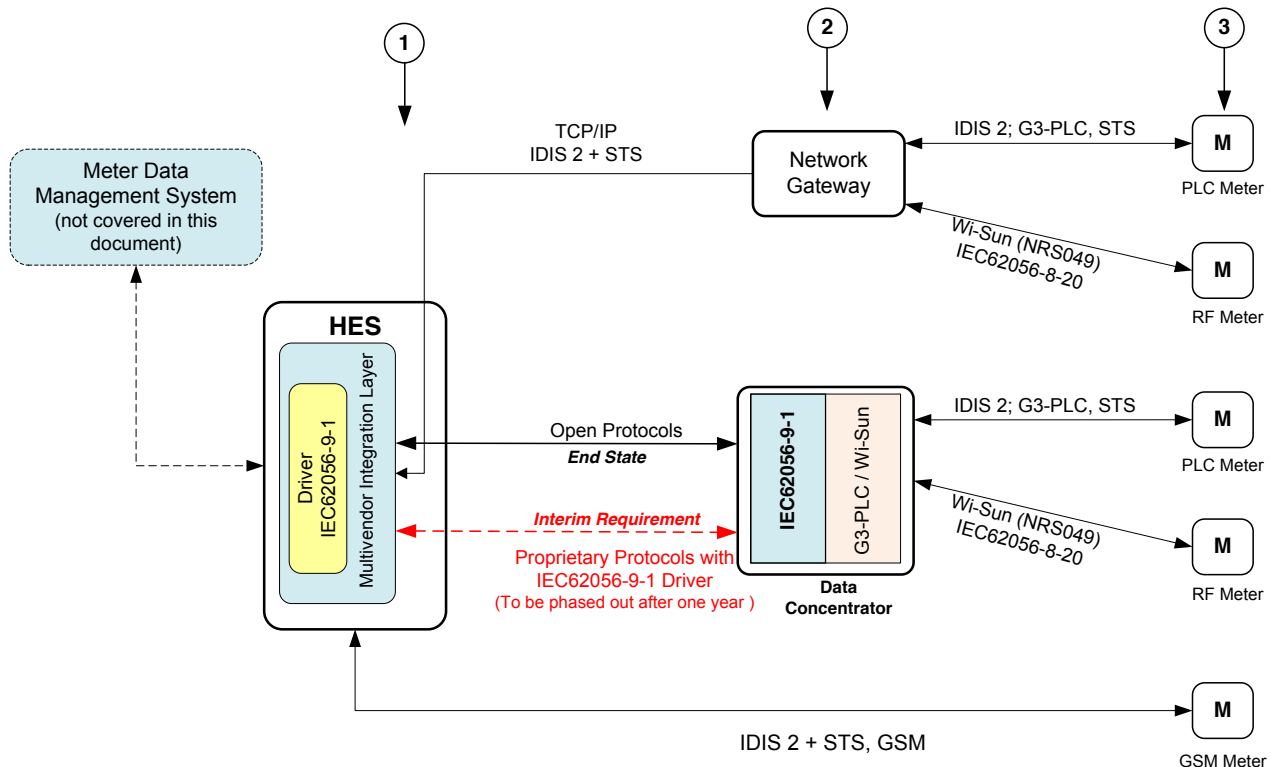 1
2
3
TCP/IP
IDIS 2 + STS
Network
Gateway
IDIS 2; G3-PLC, STS
M
PLC Meter
Wi-Sun (NRS049)
IEC62056-8-20
M
RF Meter
Meter Data
Management System
(not covered in this
document)
HES
Driver
IEC62056-9-1
Multivendor Integration Layer
Open Protocols
End State
Interim Requirement
Proprietary Protocols with
IEC62056-9-1 Driver
(To be phased out after one year )
IEC62056-9-1
G3-PLC / Wi-Sun
Data
Concentrator
IDIS 2; G3-PLC, STS
M
PLC Meter
Wi-Sun (NRS049)
IEC62056-8-20
M
RF Meter
IDIS 2 + STS, GSM
M
GSM Meter